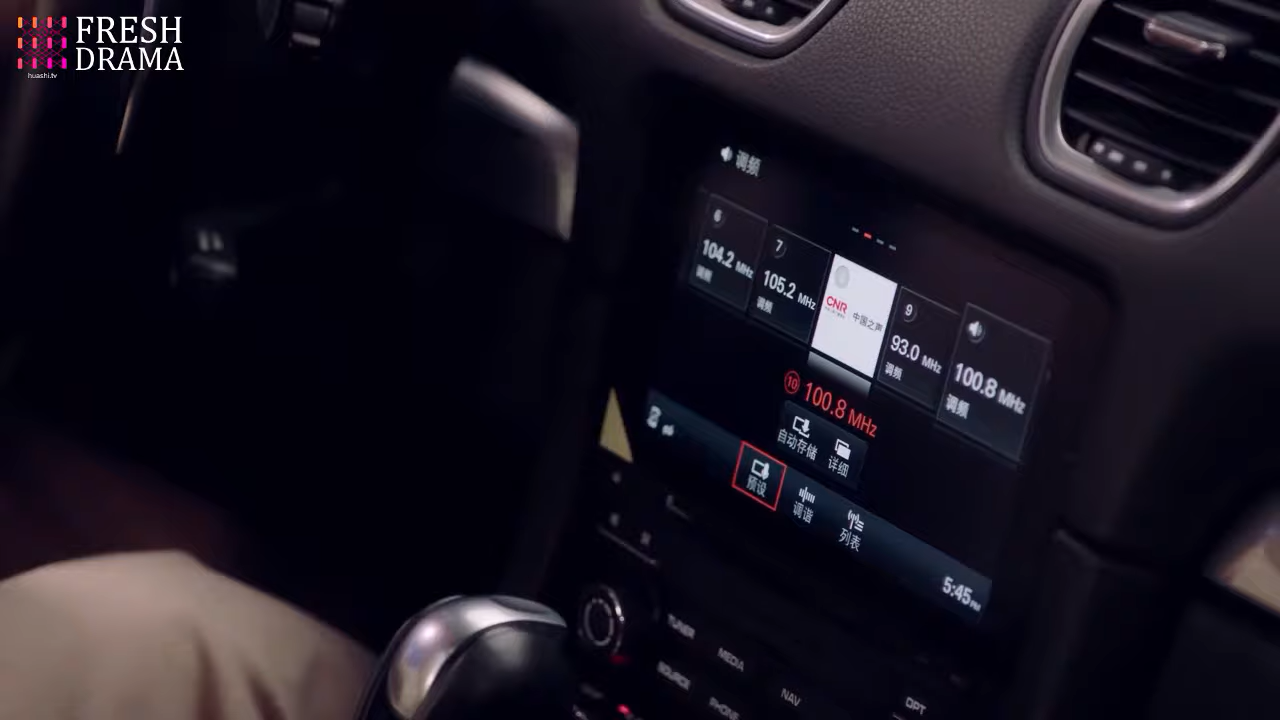 FRESH
DRAMA
huashi.tv
调频
6
104.2 MHz
调频
7
105.2 MHz
调频
CNR
中国之声
9
93.0 MHz
调频
100.8 MHz
调频
10 100.8 MHz
自动存储
详细
预设
调谐
列表
5:45 PM
TUNER
MEDIA
SOURCE
PHONE
NAV
OPT